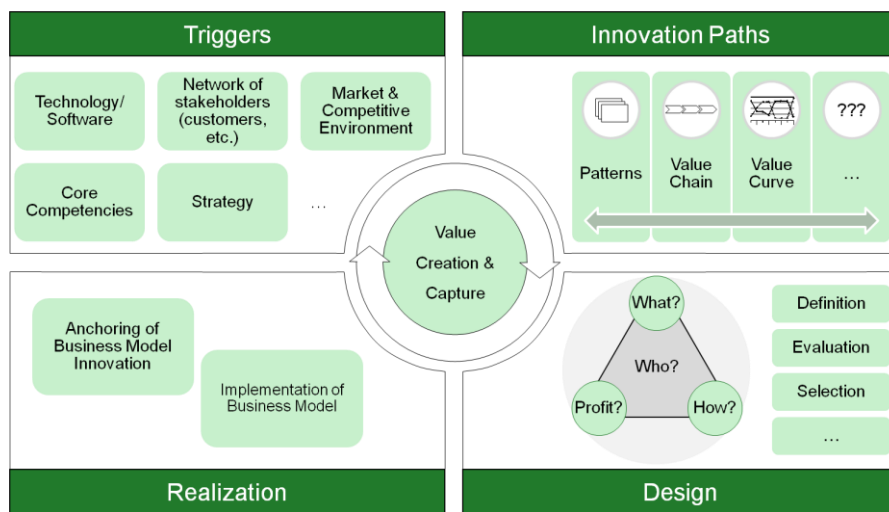 Triggers
Technology/
Software
Network of
stakeholders
(customers,
etc.)
Market &
Competitive
Environment
Core
Competencies
Strategy
…
Innovation Paths
Patterns
Value
Chain
Value
Curve
???
…
Value
Creation &
Capture
Anchoring of
Business Model
Innovation
Implementation of
Business Model
Realization
What?
Who?
Profit?
How?
Definition
Evaluation
Selection
…
Design